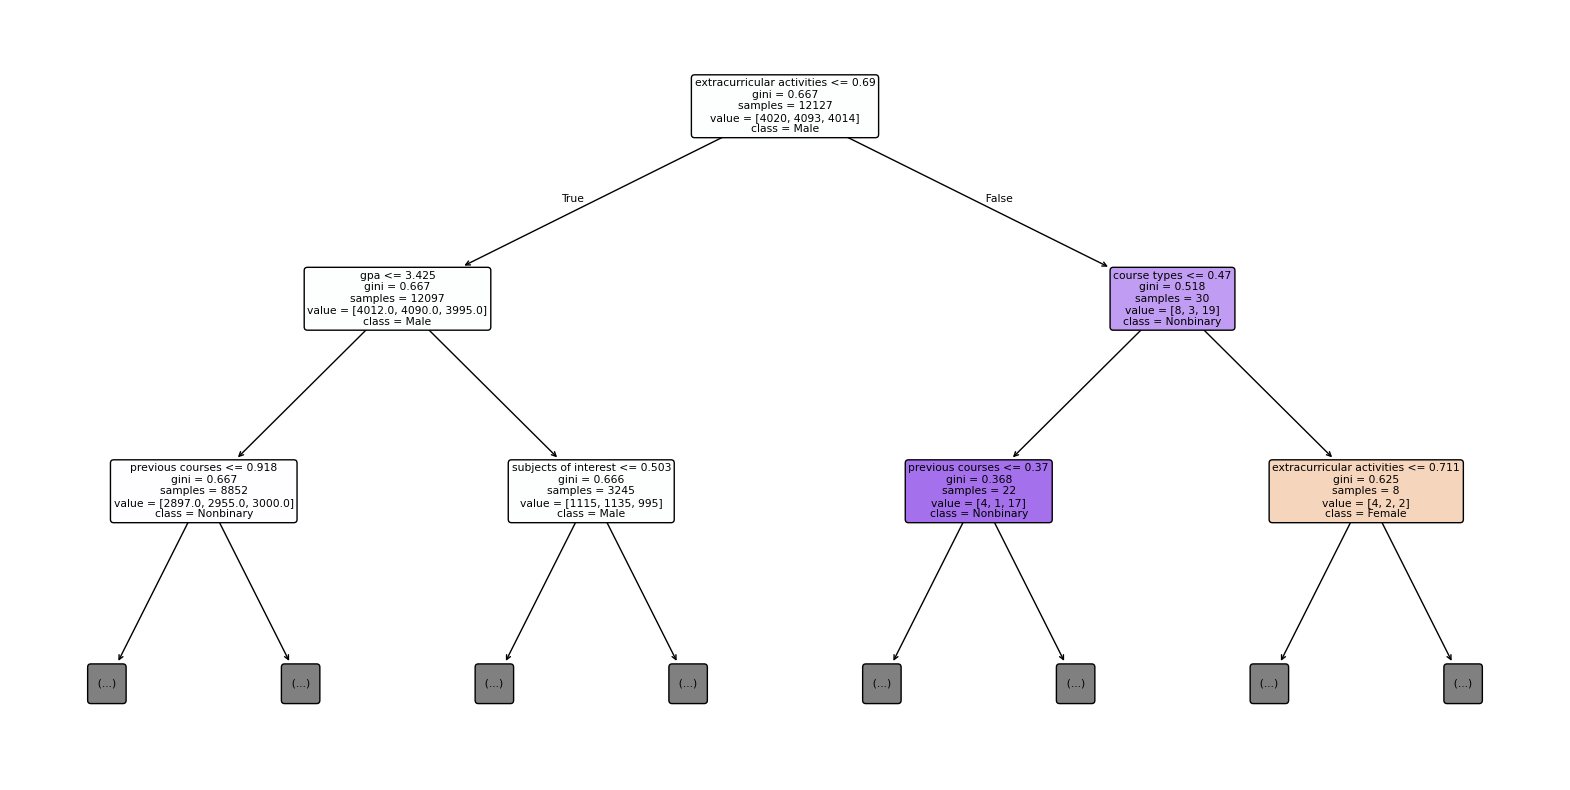 extracurricular activities <= 0.69
gini = 0.667
samples = 12127
value = [4020, 4093, 4014]
class = Male
True
False
gpa <= 3.425
gini = 0.667
samples = 12097
value = [4012.0, 4090.0, 3995.0]
class = Male
course types <= 0.47
gini = 0.518
samples = 30
value = [8, 3, 19]
class = Nonbinary
previous courses <= 0.918
gini = 0.667
samples = 8852
value = [2897.0, 2955.0, 3000.0]
class = Nonbinary
subjects of interest <= 0.503
gini = 0.666
samples = 3245
value = [1115, 1135, 995]
class = Male
previous courses <= 0.37
gini = 0.368
samples = 22
value = [4, 1, 17]
class = Nonbinary
extracurricular activities <= 0.711
gini = 0.625
samples = 8
value = [4, 2, 2]
class = Female
(...)
(...)
(...)
(...)
(...)
(...)
(...)
(...)